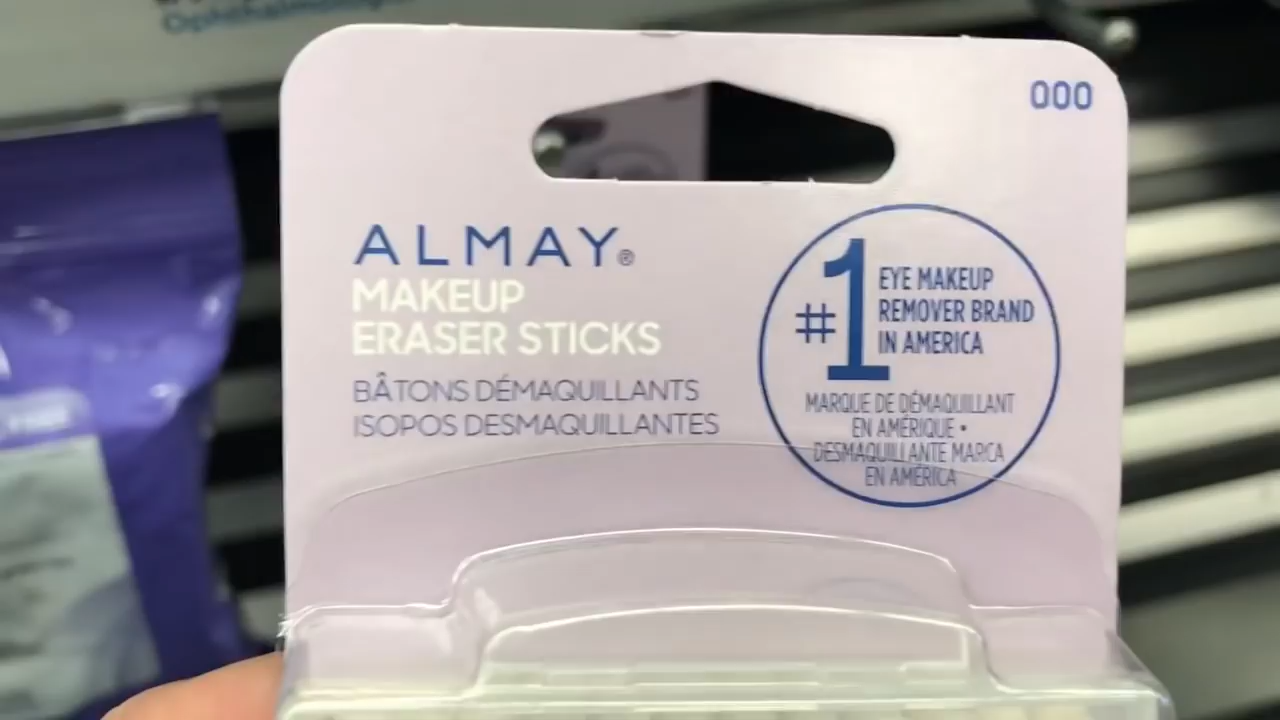 000
ALMAY®
MAKEUP
ERASER STICKS
BÂTONS DÉMAQUILLANTS
ISOPOS DESMAQUILLANTES
#1 EYE MAKEUP
REMOVER BRAND
IN AMERICA
MARQUE DE DÉMAQUILLANT
EN AMÉRIQUE •
DESMAQUILLANTE MARCA
EN AMÉRICA